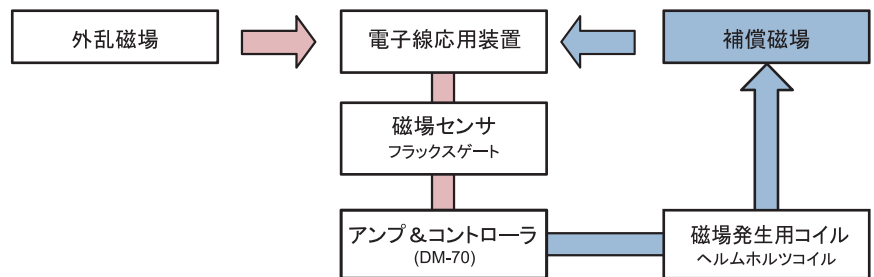 外乱磁場
電子線応用装置
補償磁場
磁場センサ
フラックスゲート
アンプ&コントローラ
(DM-70)
磁場発生用コイル
ヘルムホルツコイル